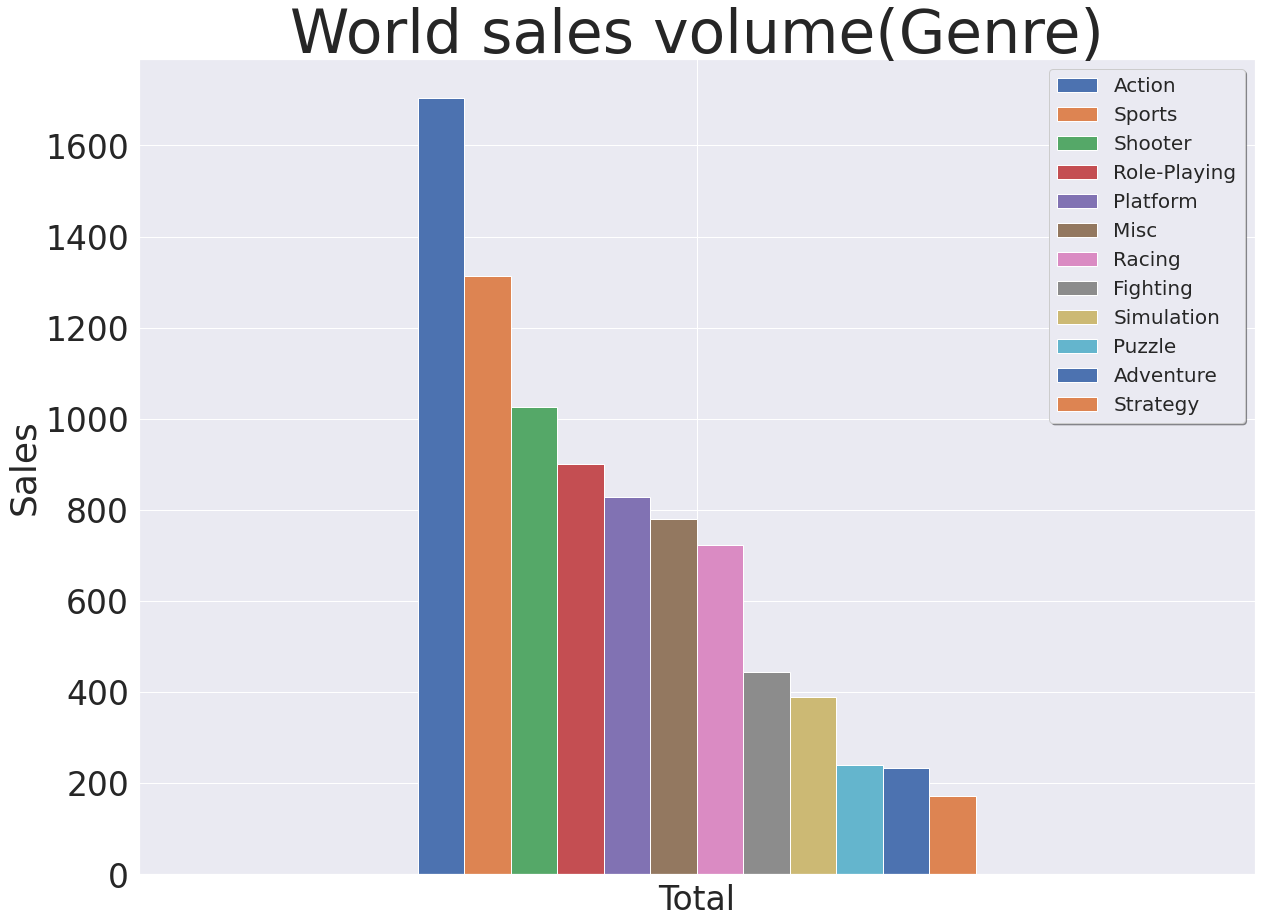 World sales volume(Genre)
Action
Sports
Shooter
Role-Playing
Platform
Misc
Racing
Fighting
Simulation
Puzzle
Adventure
Strategy
1600
1400
1200
1000
800
600
400
200
0
Sales
Total